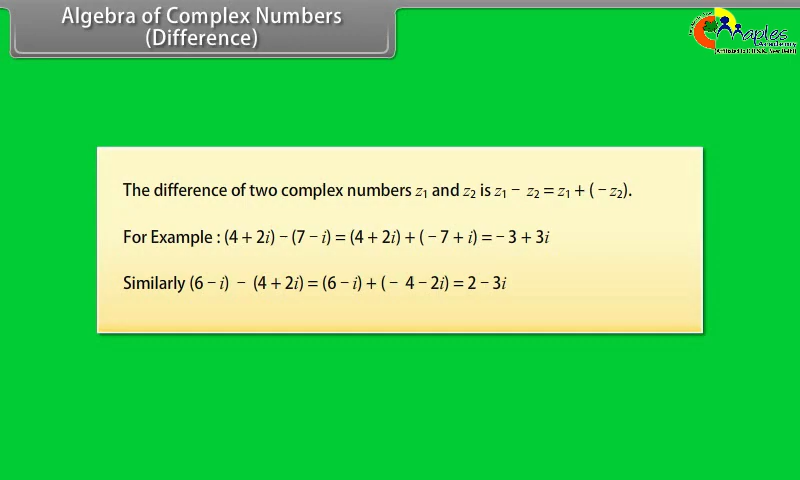 Algebra of Complex Numbers
(Difference)
Maples
Academy
The difference of two complex numbers z₁ and z₂ is z₁ − z₂ = z₁ + (−z₂).
For Example : (4 + 2i) − (7 − i) = (4 + 2i) + (−7 + i) = −3 + 3i
Similarly (6 − i) − (4 + 2i) = (6 − i) + (− 4 − 2i) = 2 − 3i